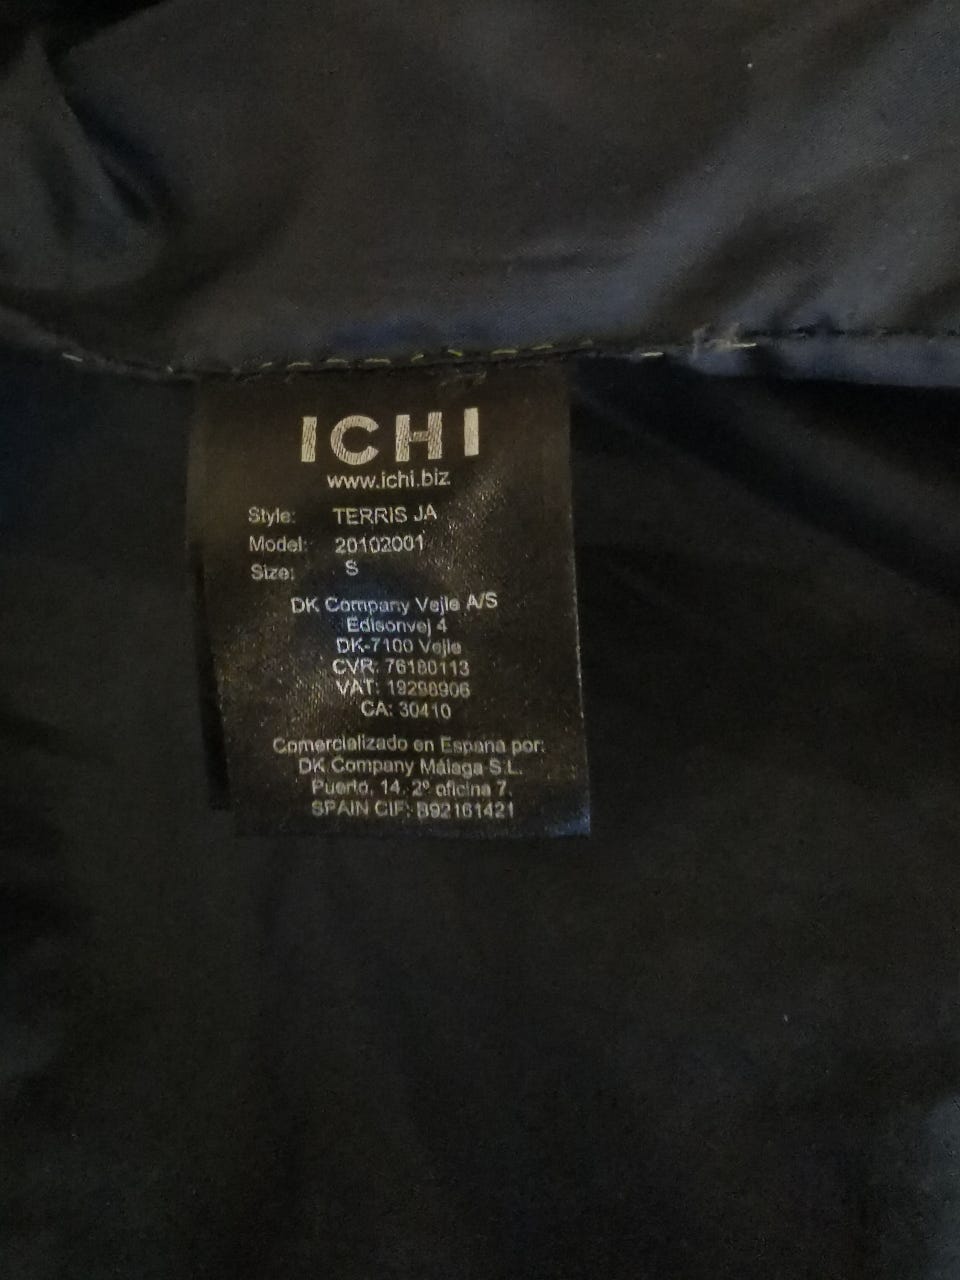 ICHI
www.ichi.biz
Style: TERRIS JA
Model: 20102001
Size: S
DK Company Vejle A/S
Edisonvej 4
DK-7100 Vejle
CVR: 76180113
VAT: 19298906
CA: 30410
Comercializado en Espana por:
DK Company Málaga S.L.
Puerto, 14, 2º oficina 7.
SPAIN CIF: B92161421